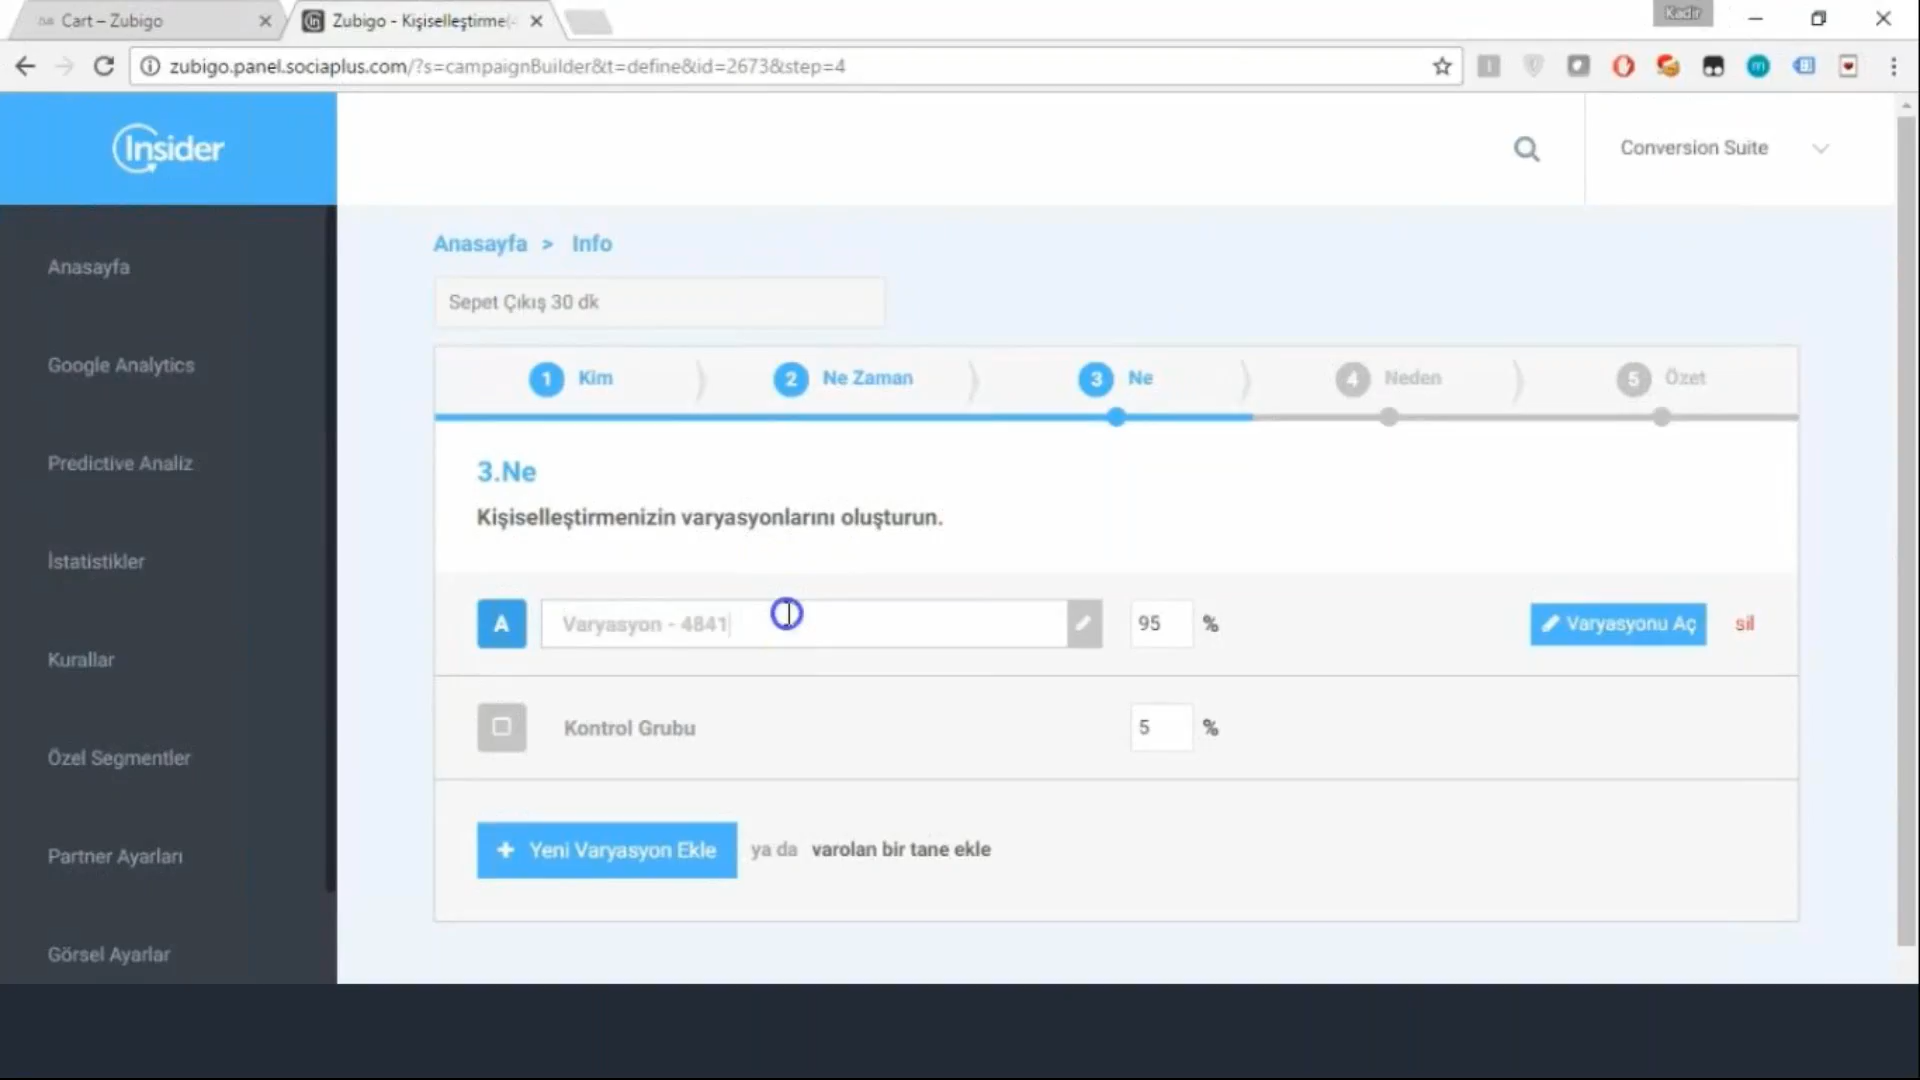 Cart – Zubigo
Zubigo - Kişiselleştirme(-
Kadir
zubigo.panel.sociaplus.com/?s=campaignBuilder&t=define&id=2673&step=4
Insider
Conversion Suite
Anasayfa
Google Analytics
Predictive Analiz
İstatistikler
Kurallar
Özel Segmentler
Partner Ayarları
Görsel Ayarlar
Anasayfa > Info
Sepet Çıkış 30 dk
1 Kim 2 Ne Zaman 3 Ne 4 Neden 5 Özet
3.Ne
Kişiselleştirmenizin varyasyonlarını oluşturun.
A Varyasyon - 4841 95 % Varyasyonu Aç sil
Kontrol Grubu 5 %
+ Yeni Varyasyon Ekle ya da varolan bir tane ekle